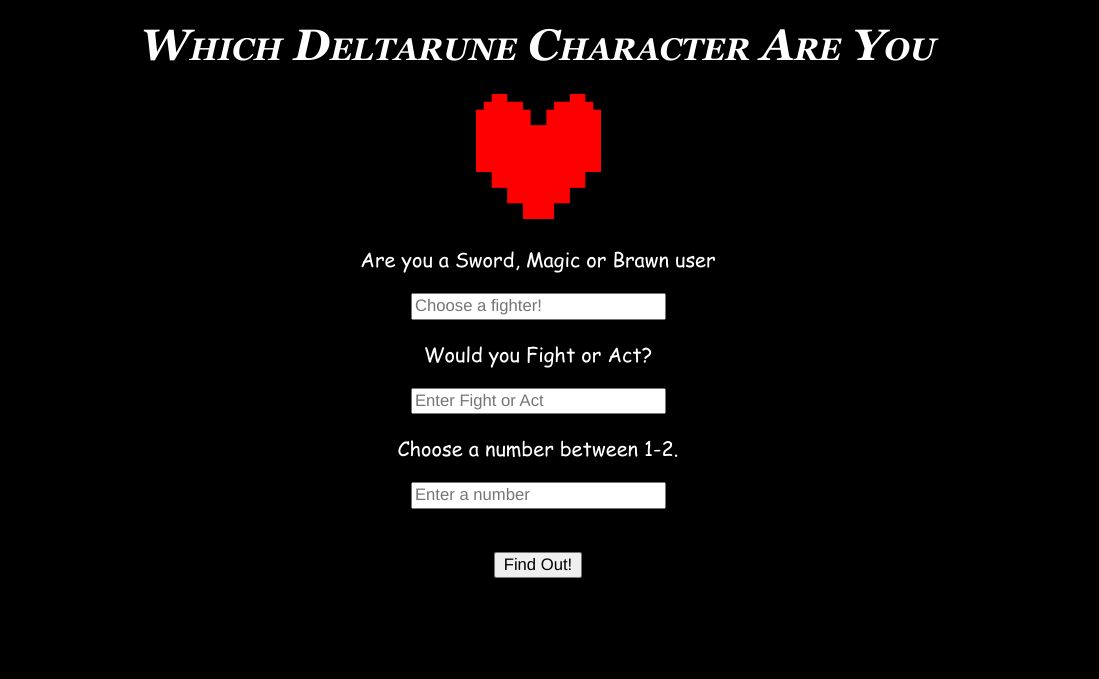 Which Deltarune Character Are You
Are you a Sword, Magic or Brawn user
Choose a fighter!
Would you Fight or Act?
Enter Fight or Act
Choose a number between 1-2.
Enter a number
Find Out!